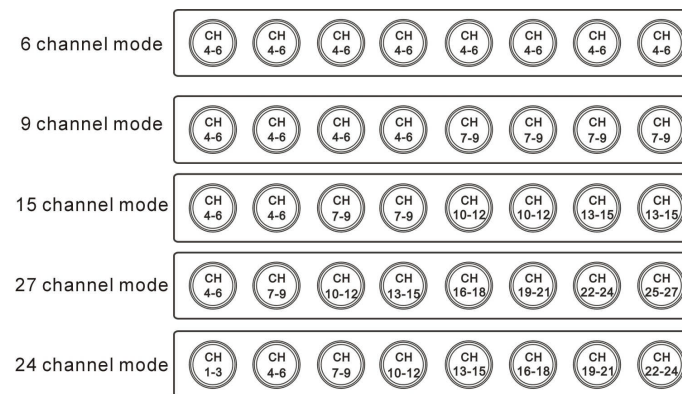 6 channel mode CH 4-6 CH 4-6 CH 4-6 CH 4-6 CH 4-6 CH 4-6 CH 4-6 CH 4-6
9 channel mode CH 4-6 CH 4-6 CH 4-6 CH 4-6 CH 7-9 CH 7-9 CH 7-9 CH 7-9
15 channel mode CH 4-6 CH 4-6 CH 7-9 CH 7-9 CH 10-12 CH 10-12 CH 13-15 CH 13-15
27 channel mode CH 4-6 CH 7-9 CH 10-12 CH 13-15 CH 16-18 CH 19-21 CH 22-24 CH 25-27
24 channel mode CH 1-3 CH 4-6 CH 7-9 CH 10-12 CH 13-15 CH 16-18 CH 19-21 CH 22-24